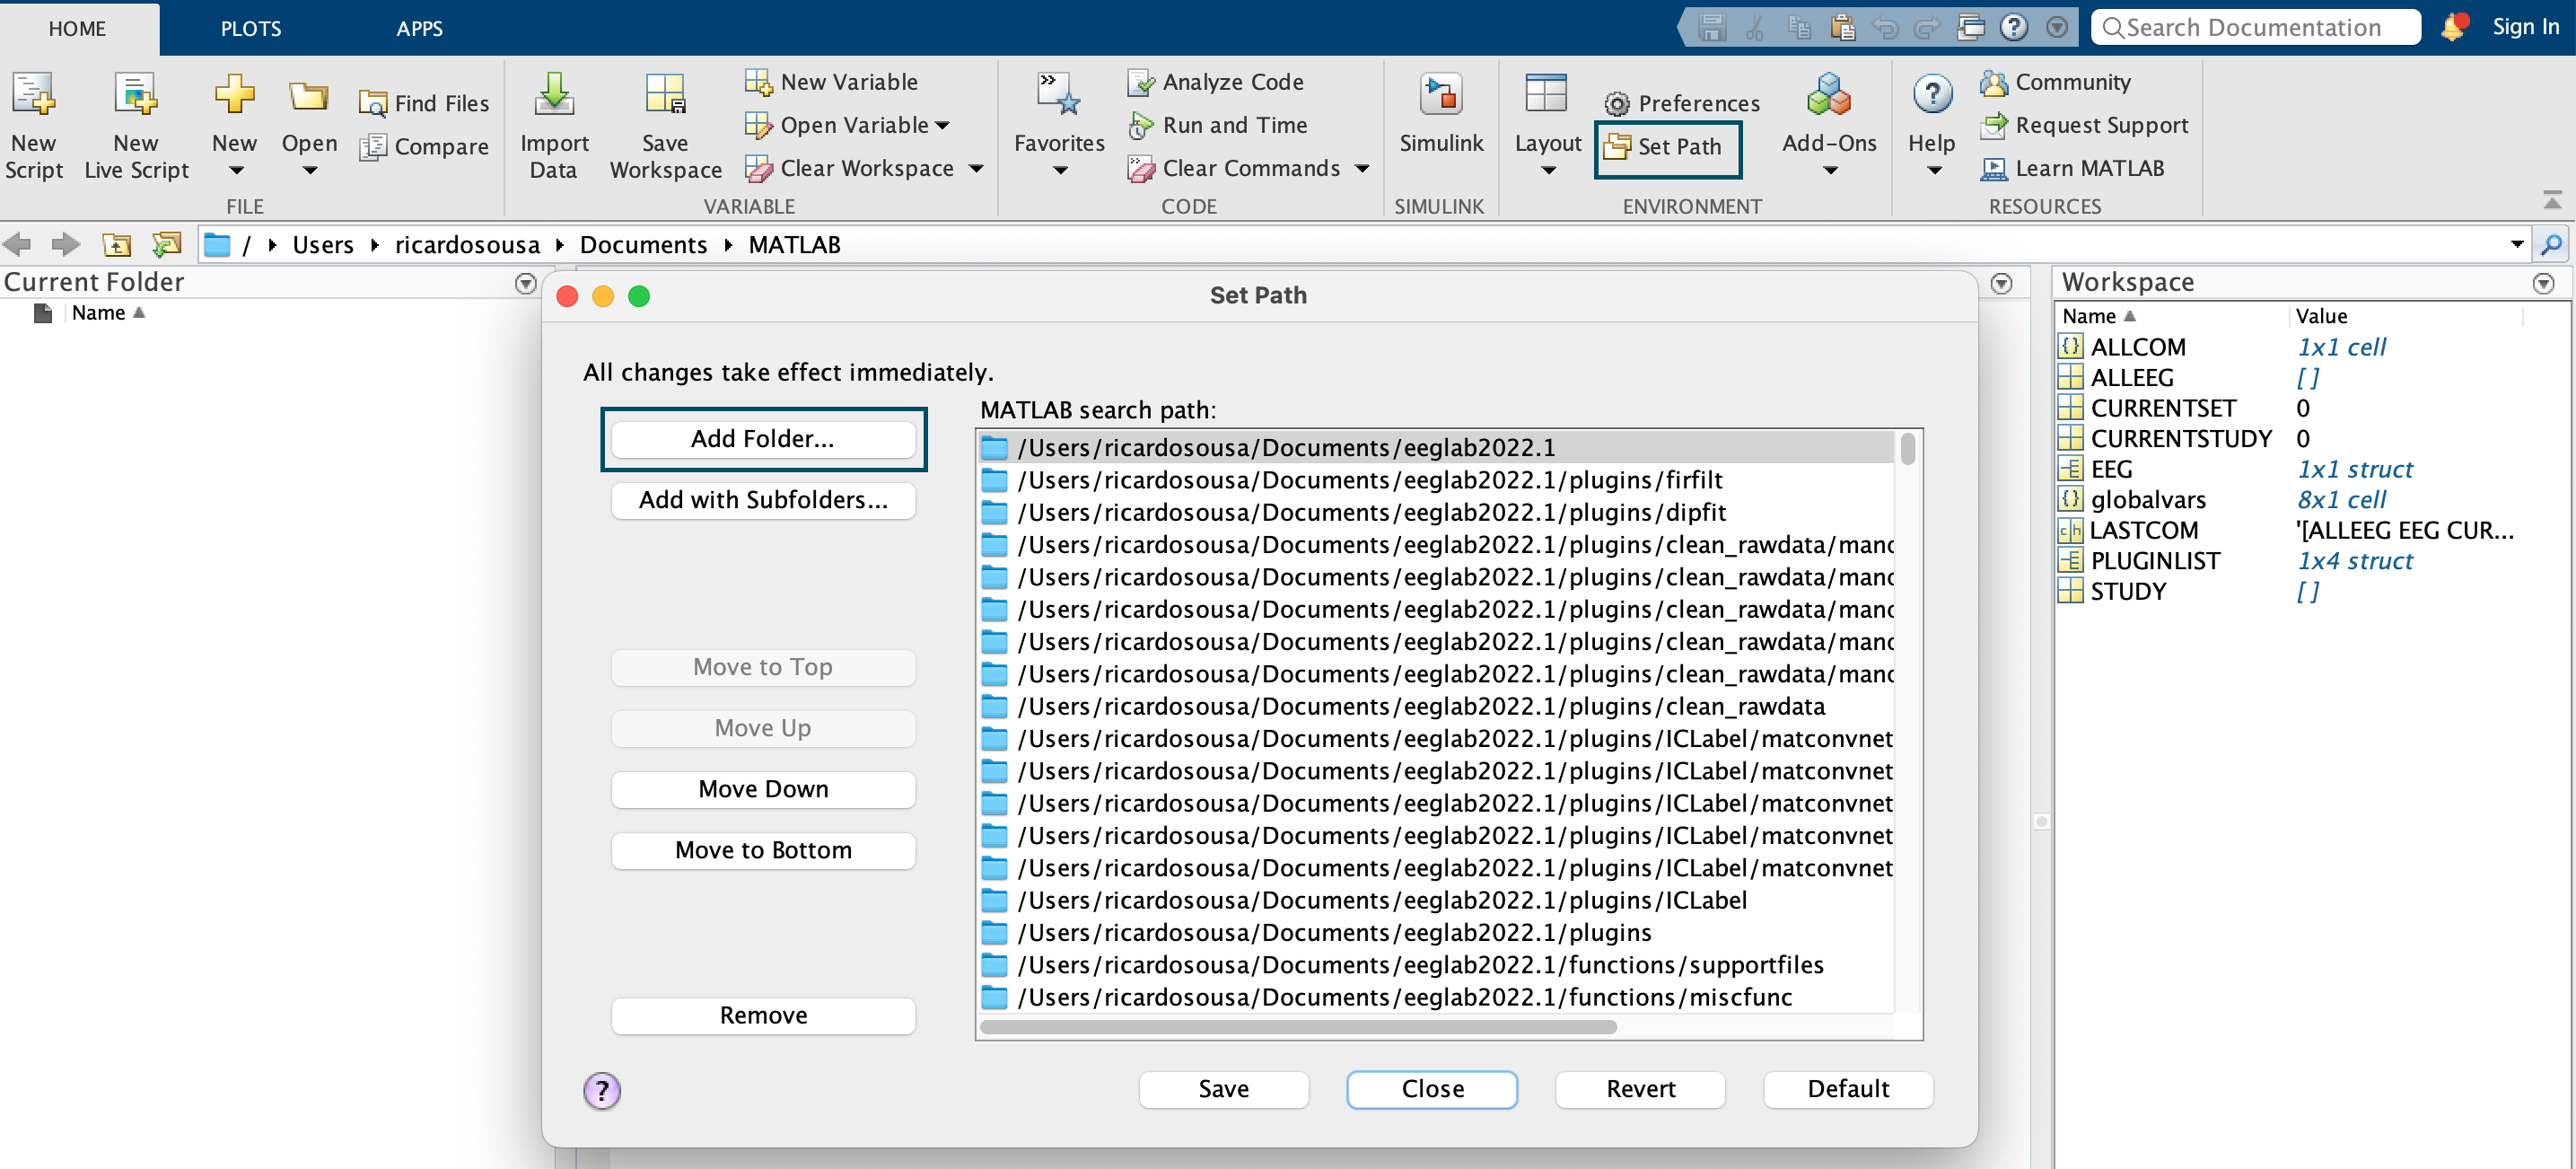 HOME PLOTS APPS
Search Documentation Sign In
New Script
New Live Script
New
Open
Find Files
Compare
FILE
Import Data
Save Workspace
New Variable
Open Variable
Clear Workspace
VARIABLE
Favorites
Analyze Code
Run and Time
Clear Commands
CODE
Simulink
SIMULINK
Layout
Preferences
Set Path
Add-Ons
ENVIRONMENT
? Help
Community
Request Support
Learn MATLAB
RESOURCES
/ Users ricardosousa Documents MATLAB
Current Folder
Name
Set Path
All changes take effect immediately.
Add Folder...
Add with Subfolders...
Move to Top
Move Up
Move Down
Move to Bottom
Remove
MATLAB search path:
/Users/ricardosousa/Documents/eeglab2022.1
/Users/ricardosousa/Documents/eeglab2022.1/plugins/firfilt
/Users/ricardosousa/Documents/eeglab2022.1/plugins/dipfit
/Users/ricardosousa/Documents/eeglab2022.1/plugins/clean_rawdata/mano
/Users/ricardosousa/Documents/eeglab2022.1/plugins/clean_rawdata/mano
/Users/ricardosousa/Documents/eeglab2022.1/plugins/clean_rawdata/mano
/Users/ricardosousa/Documents/eeglab2022.1/plugins/clean_rawdata/mano
/Users/ricardosousa/Documents/eeglab2022.1/plugins/clean_rawdata/mano
/Users/ricardosousa/Documents/eeglab2022.1/plugins/clean_rawdata
/Users/ricardosousa/Documents/eeglab2022.1/plugins/ICLabel/matconvnet
/Users/ricardosousa/Documents/eeglab2022.1/plugins/ICLabel/matconvnet
/Users/ricardosousa/Documents/eeglab2022.1/plugins/ICLabel/matconvnet
/Users/ricardosousa/Documents/eeglab2022.1/plugins/ICLabel/matconvnet
/Users/ricardosousa/Documents/eeglab2022.1/plugins/ICLabel/matconvnet
/Users/ricardosousa/Documents/eeglab2022.1/plugins/ICLabel
/Users/ricardosousa/Documents/eeglab2022.1/plugins
/Users/ricardosousa/Documents/eeglab2022.1/functions/supportfiles
/Users/ricardosousa/Documents/eeglab2022.1/functions/miscfunc
? Save Close Revert Default
Workspace
Name Value
ALLCOM 1x1 cell
ALLEEG []
CURRENTSET 0
CURRENTSTUDY 0
EEG 1x1 struct
globalvars 8x1 cell
LASTCOM '[ALLEEG EEG CUR...
PLUGINLIST 1x4 struct
STUDY []